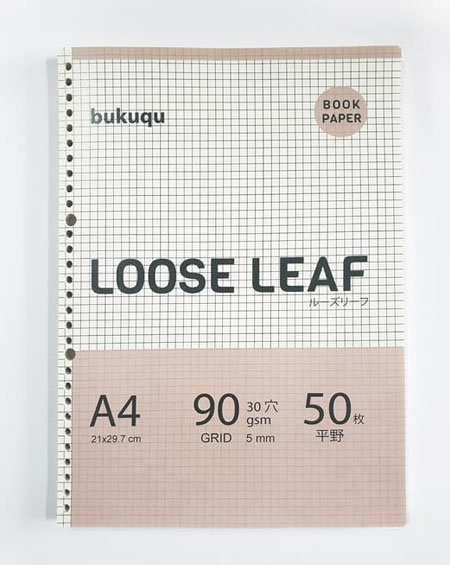 bukuqu
BOOK
PAPER
LOOSE LEAF
ルーズリーフ
A4
21x29.7 cm
90 30穴
gsm
GRID 5 mm
50枚
平野